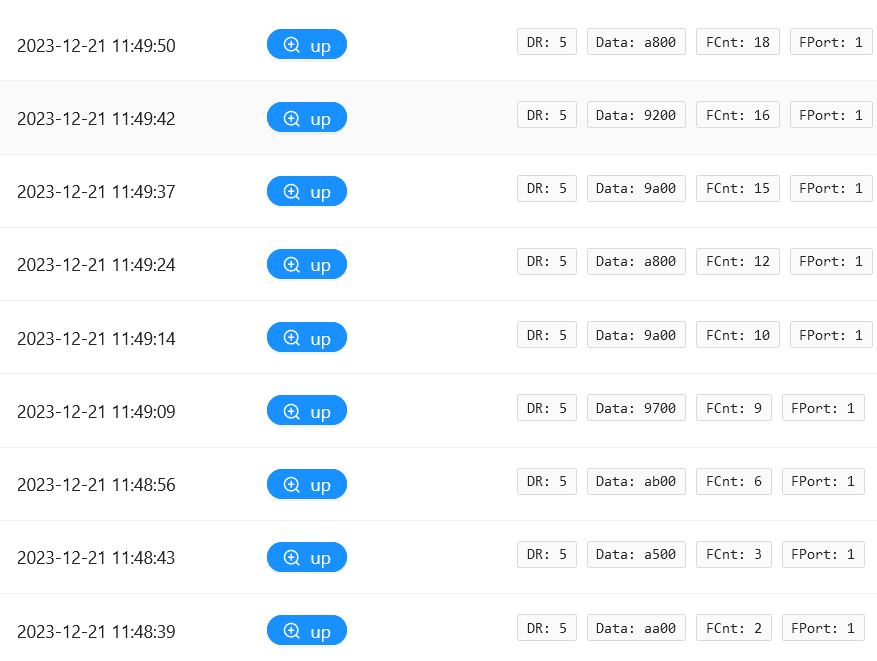 2023-12-21 11:49:50 up DR: 5 Data: a800 FCnt: 18 FPort: 1
2023-12-21 11:49:42 up DR: 5 Data: 9200 FCnt: 16 FPort: 1
2023-12-21 11:49:37 up DR: 5 Data: 9a00 FCnt: 15 FPort: 1
2023-12-21 11:49:24 up DR: 5 Data: a800 FCnt: 12 FPort: 1
2023-12-21 11:49:14 up DR: 5 Data: 9a00 FCnt: 10 FPort: 1
2023-12-21 11:49:09 up DR: 5 Data: 9700 FCnt: 9 FPort: 1
2023-12-21 11:48:56 up DR: 5 Data: ab00 FCnt: 6 FPort: 1
2023-12-21 11:48:43 up DR: 5 Data: a500 FCnt: 3 FPort: 1
2023-12-21 11:48:39 up DR: 5 Data: aa00 FCnt: 2 FPort: 1